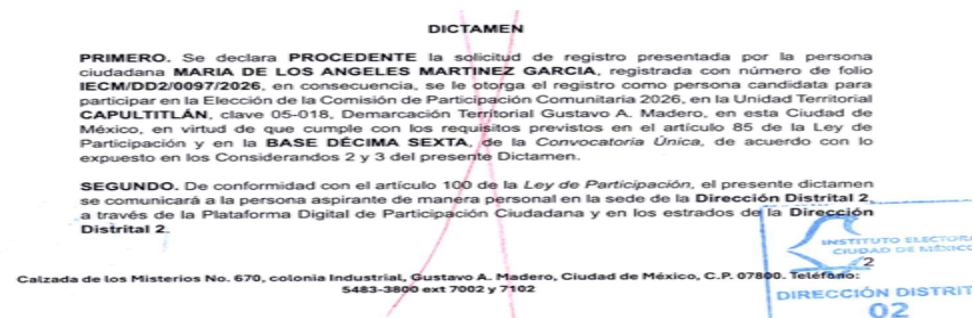 DICTAMEN
PRIMERO. Se declara PROCEDENTE la solicitud de registro presentada por la persona
ciudadana MARIA DE LOS ANGELES MARTINEZ GARCIA, registrada con número de folio
IECM/DD2/0097/2026, en consecuencia, se le otorga el registro como persona candidata para
participar en la Elección de la Comisión de Participación Comunitaria 2026, en la Unidad Territorial
CAPULTITLÁN, clave 05-018, Demarcación Territorial Gustavo A. Madero, en esta Ciudad de
México, en virtud de que cumple con los requisitos previstos en el artículo 85 de la Ley de
Participación y en la BASE DÉCIMA SEXTA, de la Convocatoria Única, de acuerdo con lo
expuesto en los Considerandos 2 y 3 del presente Dictamen.
SEGUNDO. De conformidad con el artículo 100 de la Ley de Participación, el presente dictamen
se comunicará a la persona aspirante de manera personal en la sede de la Dirección Distrital 2,
a través de la Plataforma Digital de Participación Ciudadana y en los estrados de la Dirección
Distrital 2.
INSTITUTO ELECTORA
CIUDAD DE MÉXICO
2
Calzada de los Misterios No. 670, colonia Industrial, Gustavo A. Madero, Ciudad de México, C.P. 07800. Teléfono:
5483-3800 ext 7002 y 7102
DIRECCIÓN DISTRIT
02